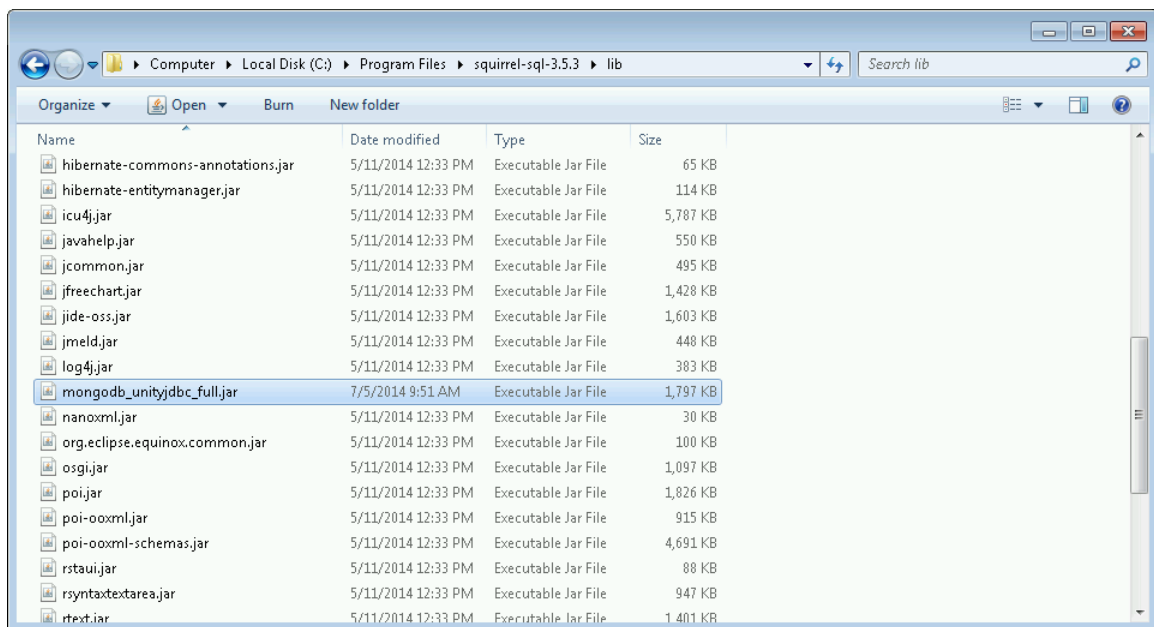 Computer Local Disk (C:) Program Files squirrel-sql-3.5.3 lib Search lib
Organize Open Burn New folder
Name Date modified Type Size
hibernate-commons-annotations.jar 5/11/2014 12:33 PM Executable Jar File 65 KB
hibernate-entitymanager.jar 5/11/2014 12:33 PM Executable Jar File 114 KB
icu4j.jar 5/11/2014 12:33 PM Executable Jar File 5,787 KB
javahelp.jar 5/11/2014 12:33 PM Executable Jar File 550 KB
jcommon.jar 5/11/2014 12:33 PM Executable Jar File 495 KB
jfreechart.jar 5/11/2014 12:33 PM Executable Jar File 1,428 KB
jide-oss.jar 5/11/2014 12:33 PM Executable Jar File 1,603 KB
jmeld.jar 5/11/2014 12:33 PM Executable Jar File 448 KB
log4j.jar 5/11/2014 12:33 PM Executable Jar File 383 KB
mongodb_unityjdbc_full.jar 7/5/2014 9:51 AM Executable Jar File 1,797 KB
nanoxml.jar 5/11/2014 12:33 PM Executable Jar File 30 KB
org.eclipse.equinox.common.jar 5/11/2014 12:33 PM Executable Jar File 100 KB
osgi.jar 5/11/2014 12:33 PM Executable Jar File 1,097 KB
poi.jar 5/11/2014 12:33 PM Executable Jar File 1,826 KB
poi-ooxml.jar 5/11/2014 12:33 PM Executable Jar File 915 KB
poi-ooxml-schemas.jar 5/11/2014 12:33 PM Executable Jar File 4,691 KB
rstaui.jar 5/11/2014 12:33 PM Executable Jar File 88 KB
rsyntaxtextarea.jar 5/11/2014 12:33 PM Executable Jar File 947 KB
rtext.jar 5/11/2014 12:33 PM Executable Jar File 1,401 KB